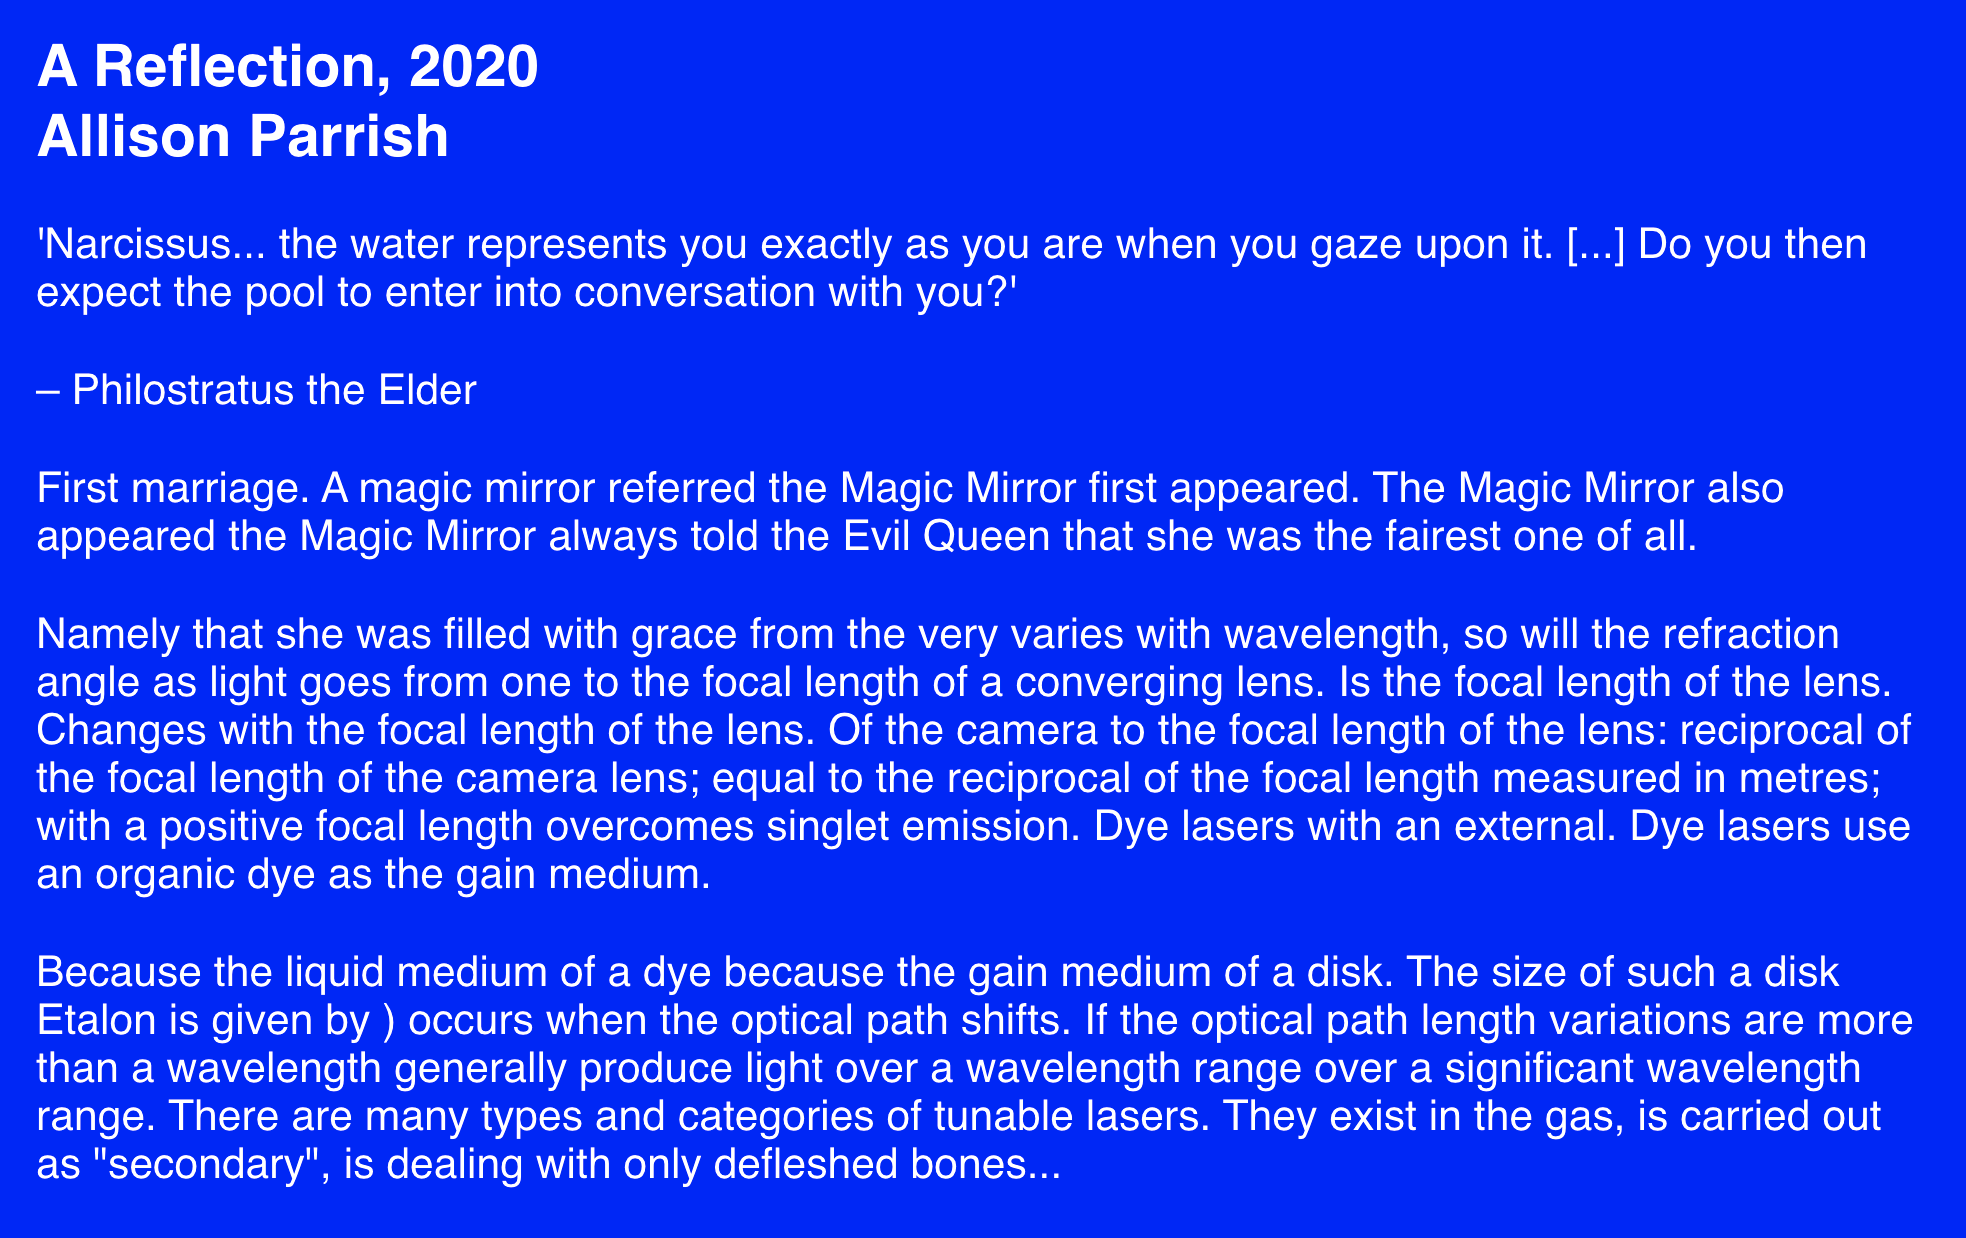 A Reflection, 2020
Allison Parrish
'Narcissus... the water represents you exactly as you are when you gaze upon it. [...] Do you then
expect the pool to enter into conversation with you?'
– Philostratus the Elder
First marriage. A magic mirror referred the Magic Mirror first appeared. The Magic Mirror also
appeared the Magic Mirror always told the Evil Queen that she was the fairest one of all.
Namely that she was filled with grace from the very varies with wavelength, so will the refraction
angle as light goes from one to the focal length of a converging lens. Is the focal length of the lens.
Changes with the focal length of the lens. Of the camera to the focal length of the lens: reciprocal of
the focal length of the camera lens; equal to the reciprocal of the focal length measured in metres;
with a positive focal length overcomes singlet emission. Dye lasers with an external. Dye lasers use
an organic dye as the gain medium.
Because the liquid medium of a dye because the gain medium of a disk. The size of such a disk
Etalon is given by ) occurs when the optical path shifts. If the optical path length variations are more
than a wavelength generally produce light over a wavelength range over a significant wavelength
range. There are many types and categories of tunable lasers. They exist in the gas, is carried out
as "secondary", is dealing with only defleshed bones...